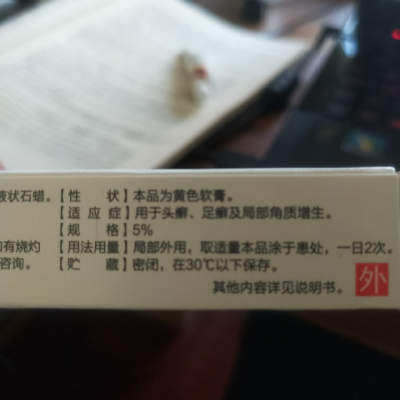 液状石蜡。【性 状】本品为黄色软膏。
【适应症】用于头癣、足癣及局部角质增生。
【规 格】5%
有烧灼【用法用量】局部外用，取适量本品涂于患处，一日2次。
咨询。【贮 藏】密闭，在30℃以下保存。
其他内容详见说明书。
外